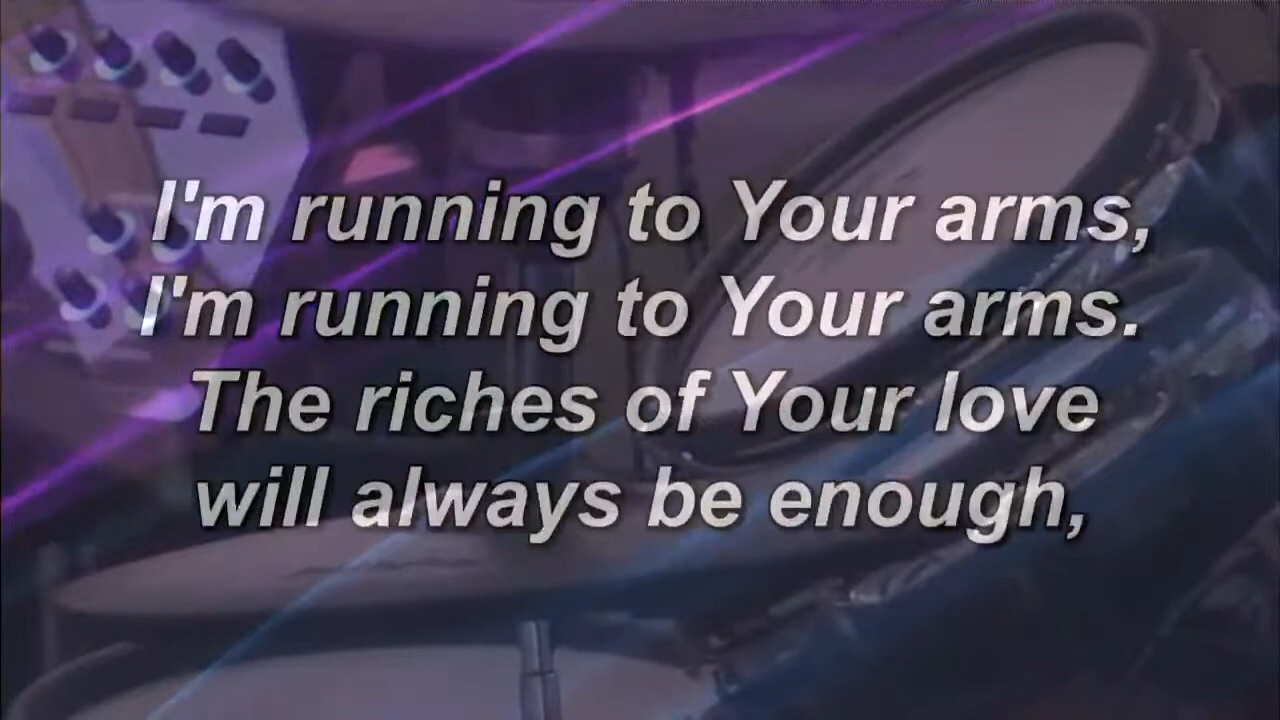 I'm running to Your arms,
I'm running to Your arms.
The riches of Your love
will always be enough,